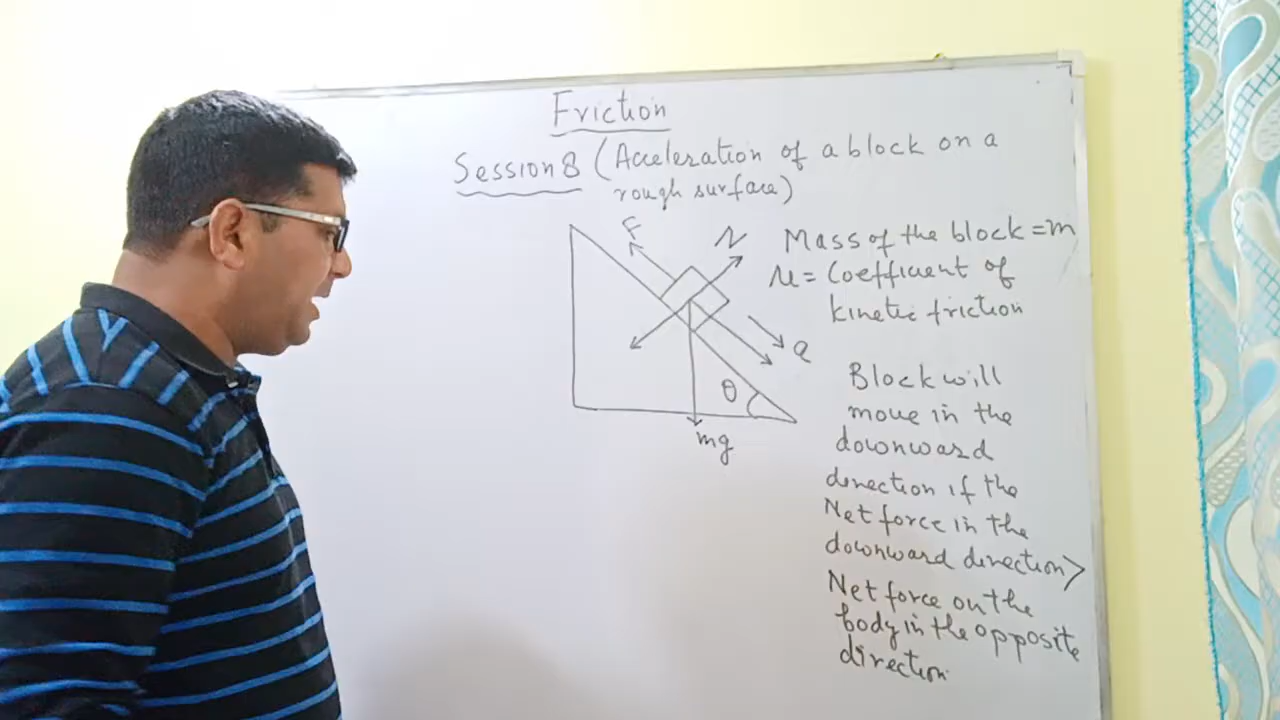 Friction
Session 8 (Acceleration of a block on a
rough surface)
F
N
Mass of the block = m
μ = Coefficient of
kinetic friction
a
θ
mg
Block will
move in the
downward
direction if the
Net force in the
downward direction >
Net force on the
body in the opposite
direction